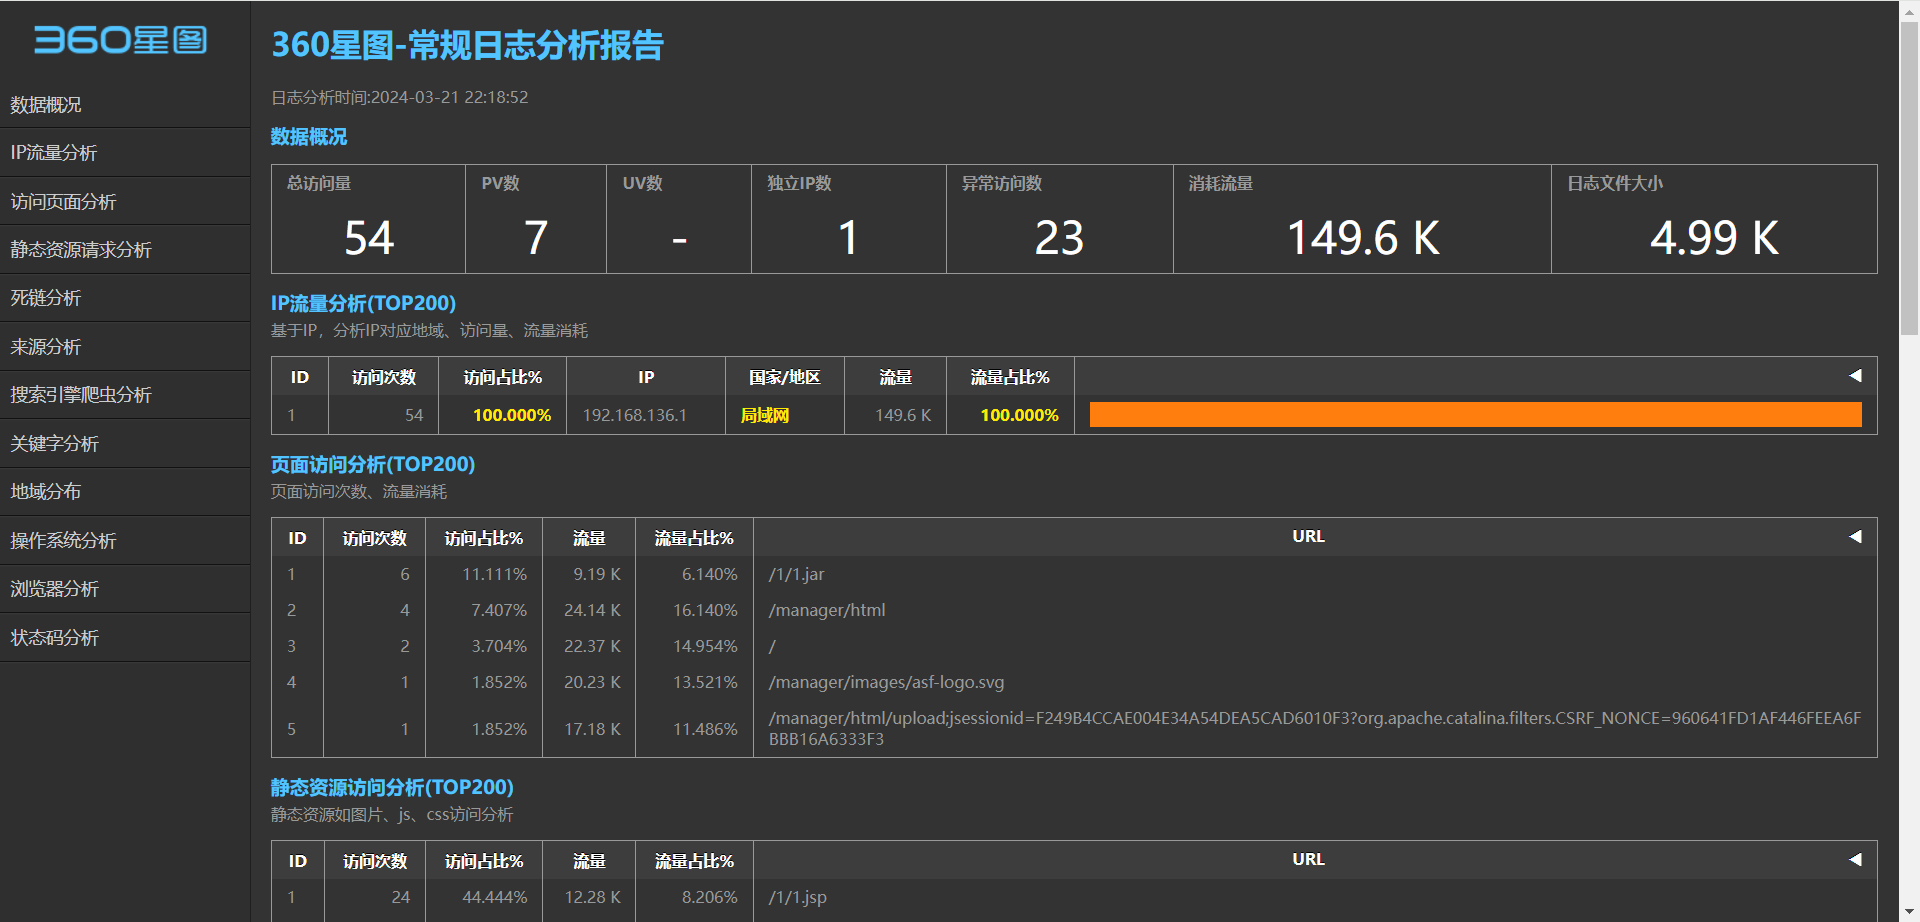 360星图
数据概况
IP流量分析
访问页面分析
静态资源请求分析
死链分析
来源分析
搜索引擎爬虫分析
关键字分析
地域分布
操作系统分析
浏览器分析
状态码分析
360星图-常规日志分析报告
日志分析时间:2024-03-21 22:18:52
数据概况
总访问量 PV数 UV数 独立IP数 异常访问数 消耗流量 日志文件大小
54 7 - 1 23 149.6 K 4.99 K
IP流量分析(TOP200)
基于IP，分析IP对应地域、访问量、流量消耗
ID 访问次数 访问占比% IP 国家/地区 流量 流量占比% ◀
1 54 100.000% 192.168.136.1 局域网 149.6 K 100.000%
页面访问分析(TOP200)
页面访问次数、流量消耗
ID 访问次数 访问占比% 流量 流量占比% URL ◀
1 6 11.111% 9.19 K 6.140% /1/1.jar
2 4 7.407% 24.14 K 16.140% /manager/html
3 2 3.704% 22.37 K 14.954% /
4 1 1.852% 20.23 K 13.521% /manager/images/asf-logo.svg
5 1 1.852% 17.18 K 11.486% /manager/html/upload;jsessionid=F249B4CCAE004E34A54DEA5CAD6010F3?org.apache.catalina.filters.CSRF_NONCE=960641FD1AF446FEEA6F
BBB16A6333F3
静态资源访问分析(TOP200)
静态资源如图片、js、css访问分析
ID 访问次数 访问占比% 流量 流量占比% URL ◀
1 24 44.444% 12.28 K 8.206% /1/1.jsp